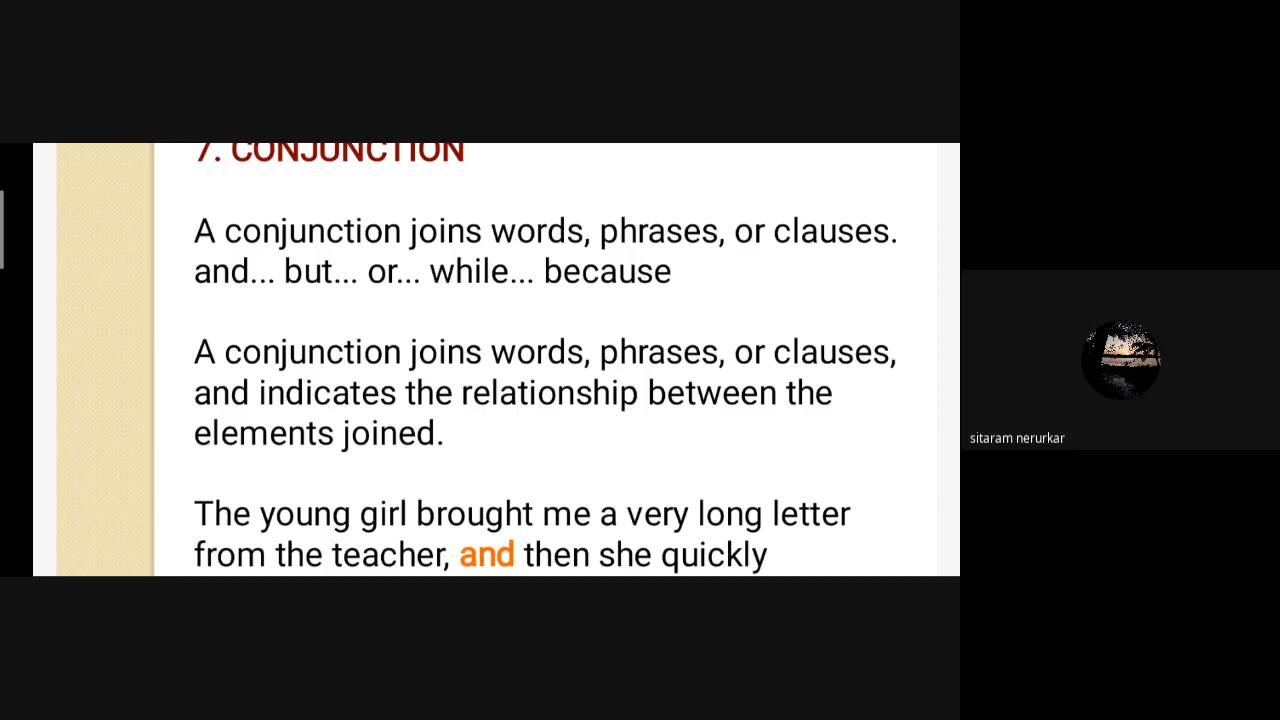 7. CONJUNCTION
A conjunction joins words, phrases, or clauses.
and... but... or... while... because
A conjunction joins words, phrases, or clauses,
and indicates the relationship between the
elements joined.
The young girl brought me a very long letter
from the teacher, and then she quickly
sitaram nerurkar